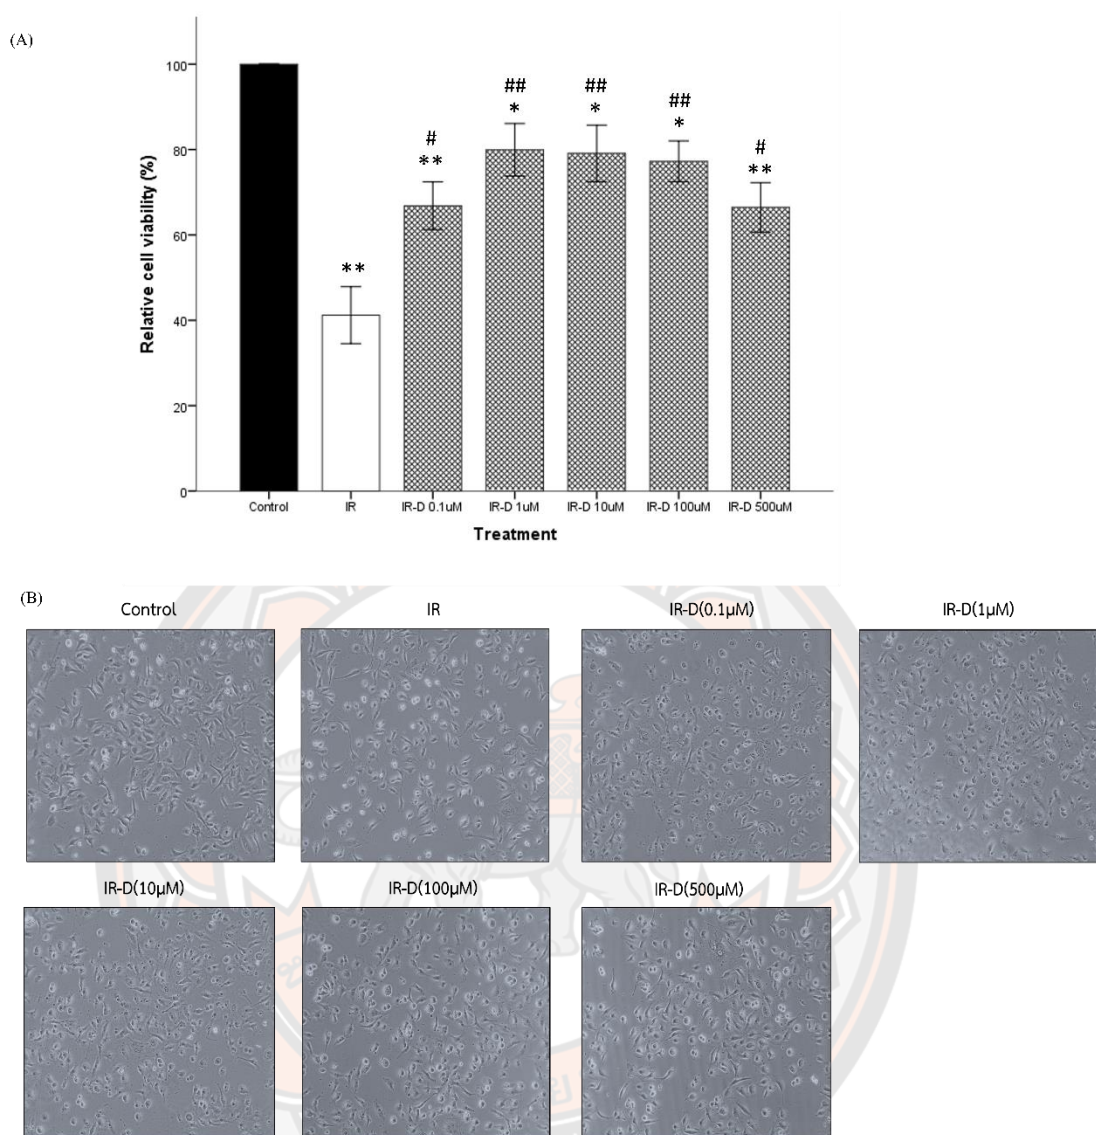 (A)
Relative cell viability (%)
100
80
60
40
20
0
**
#
**
##
*
##
*
##
*
#
**
Control IR IR-D 0.1uM IR-D 1uM IR-D 10uM IR-D 100uM IR-D 500uM
Treatment
(B)
Control IR IR-D(0.1µM) IR-D(1µM)
IR-D(10µM) IR-D(100µM) IR-D(500µM)